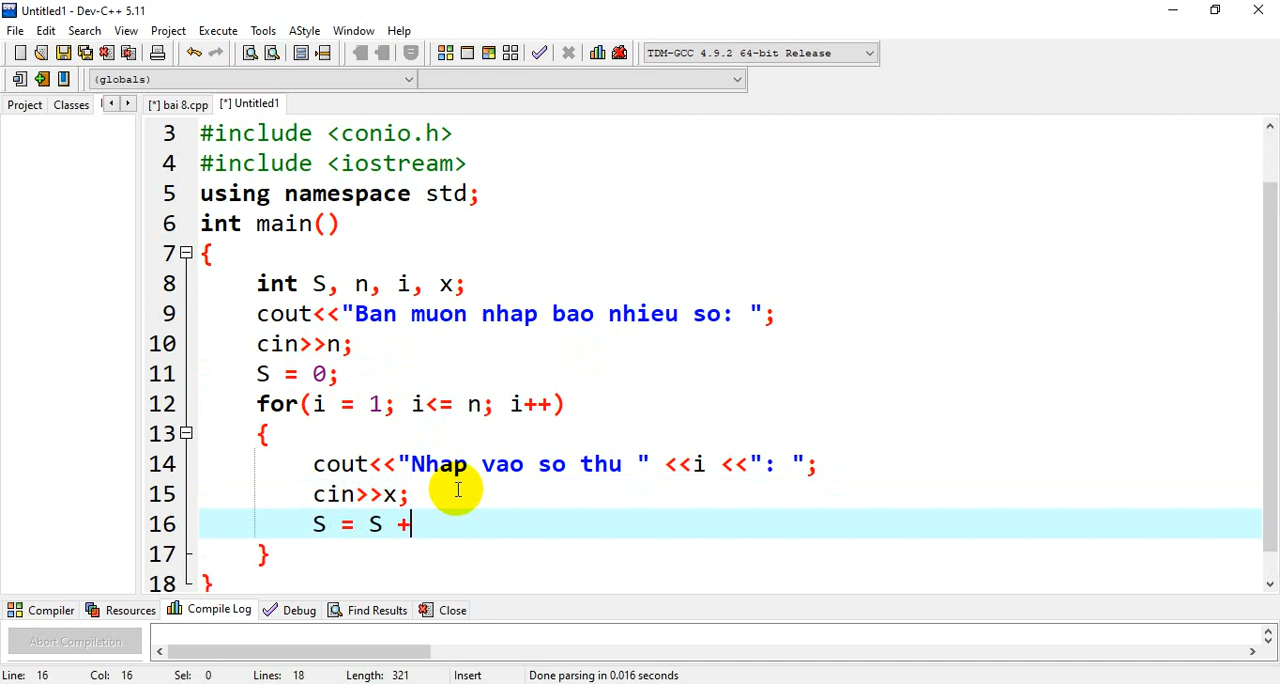 Untitled1 - Dev-C++ 5.11
File Edit Search View Project Execute Tools AStyle Window Help
TDM-GCC 4.9.2 64-bit Release
(globals)
Project Classes [*] bai 8.cpp [*] Untitled1
3 #include <conio.h>
4 #include <iostream>
5 using namespace std;
6 int main()
7 {
8 int S, n, i, x;
9 cout<<"Ban muon nhap bao nhieu so: ";
10 cin>>n;
11 S = 0;
12 for(i = 1; i<= n; i++)
13 {
14 cout<<"Nhap vao so thu " <<i <<": ";
15 cin>>x;
16 S = S +
17 }
18 }
Compiler Resources Compile Log Debug Find Results Close
Abort Compilation
Line: 16 Col: 16 Sel: 0 Lines: 18 Length: 321 Insert Done parsing in 0.016 seconds